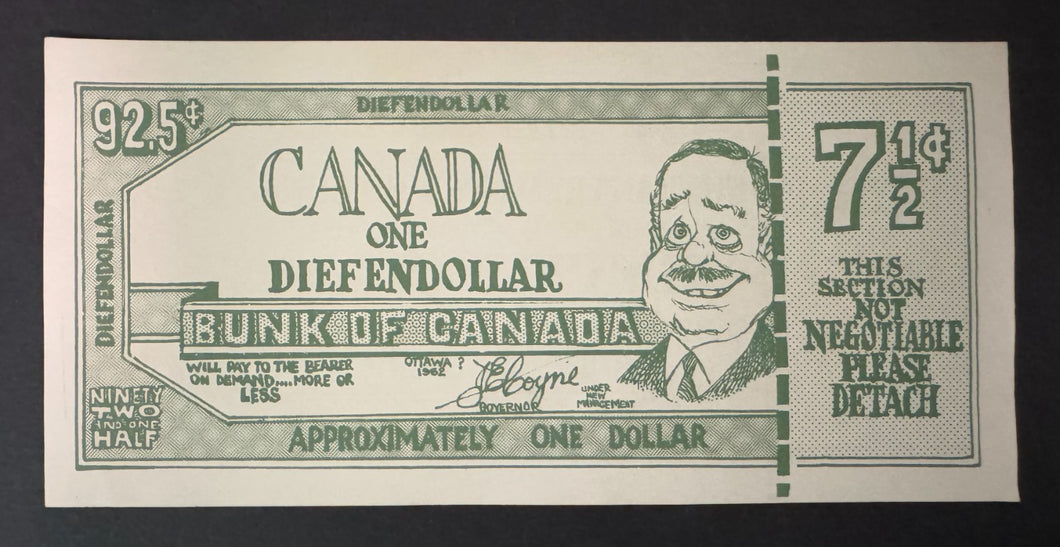 92.5¢
DIEFENDOLLAR
CANADA
ONE
DIEFENDOLLAR
DIEFENDOLLAR
BUNK OF CANADA
WILL PAY TO THE BEARER
ON DEMAND....MORE OR
LESS
OTTAWA ?
1962
JE Coyne
GOVERNOR
UNDER
NEW
MANAGEMENT
NINETY
TWO
AND ONE
HALF
APPROXIMATELY ONE DOLLAR
7 1/2 ¢
THIS
SECTION
NOT
NEGOTIABLE
PLEASE
DETACH